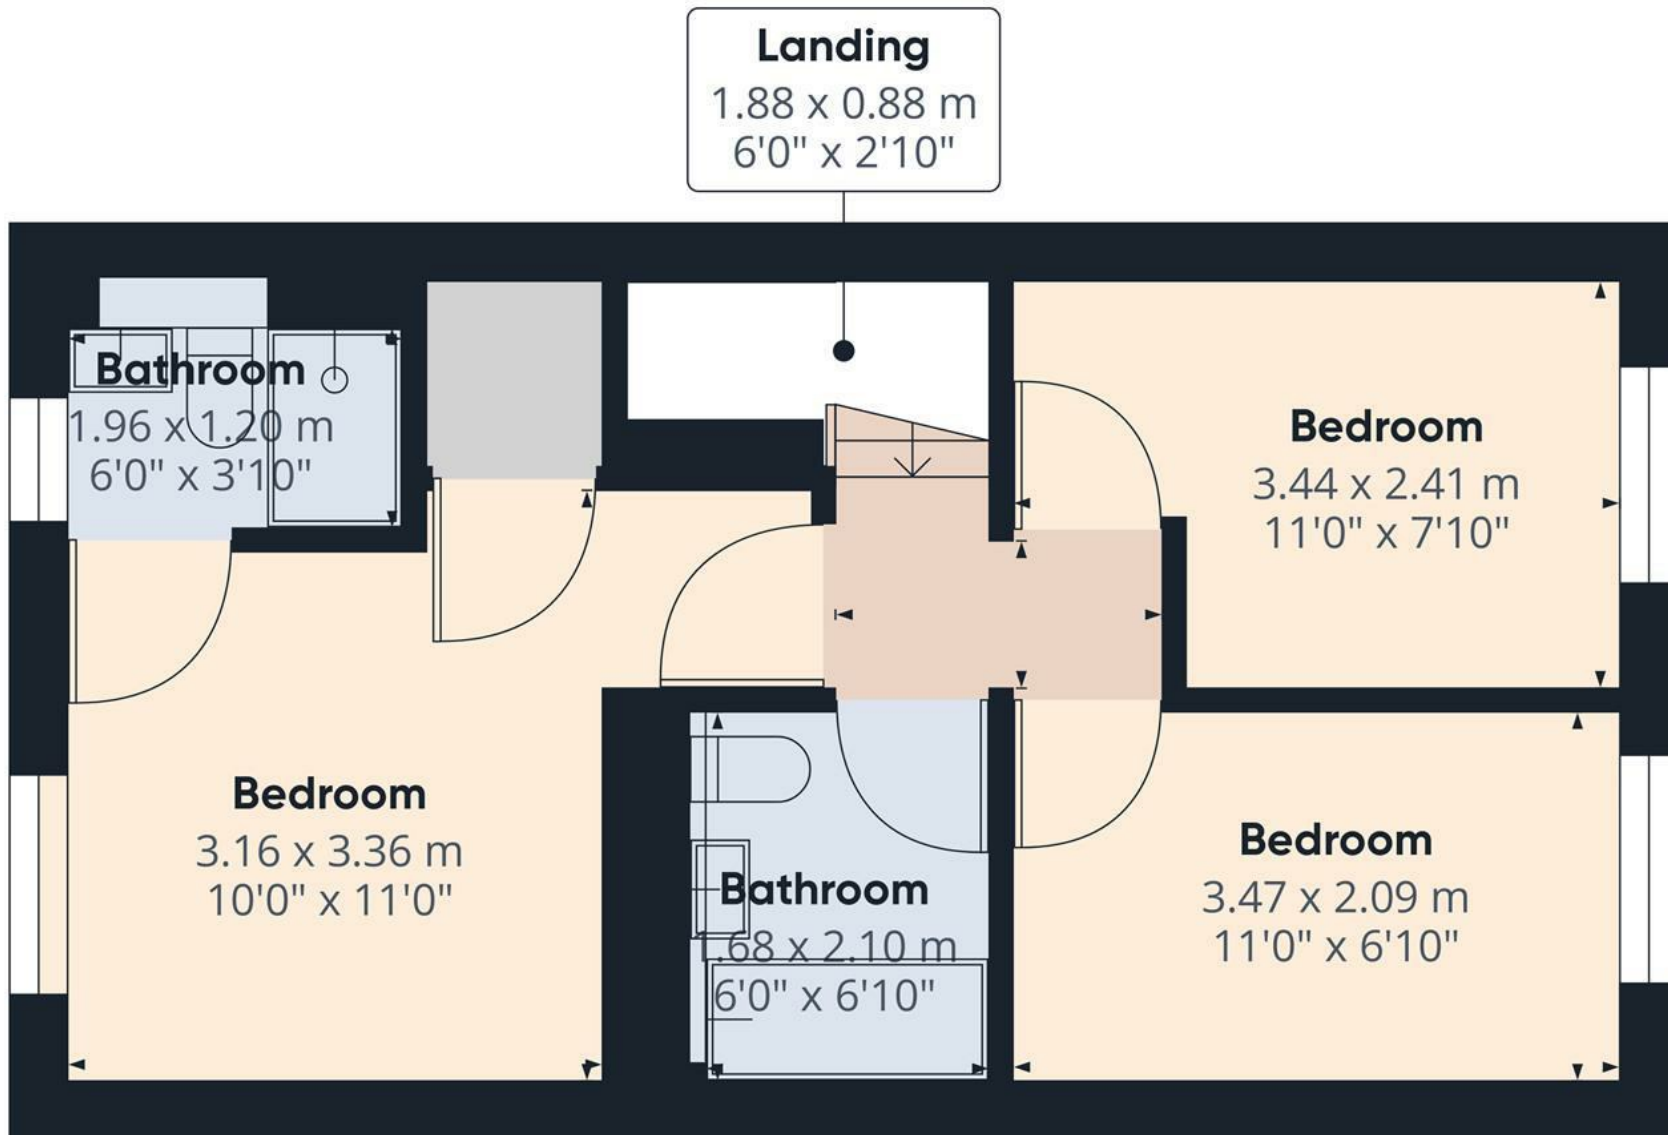 Landing
1.88 x 0.88 m
6'0" x 2'10"
Bathroom
1.96 x 1.20 m
6'0" x 3'10"
Bedroom
3.44 x 2.41 m
11'0" x 7'10"
Bedroom
3.16 x 3.36 m
10'0" x 11'0"
Bathroom
1.68 x 2.10 m
6'0" x 6'10"
Bedroom
3.47 x 2.09 m
11'0" x 6'10"